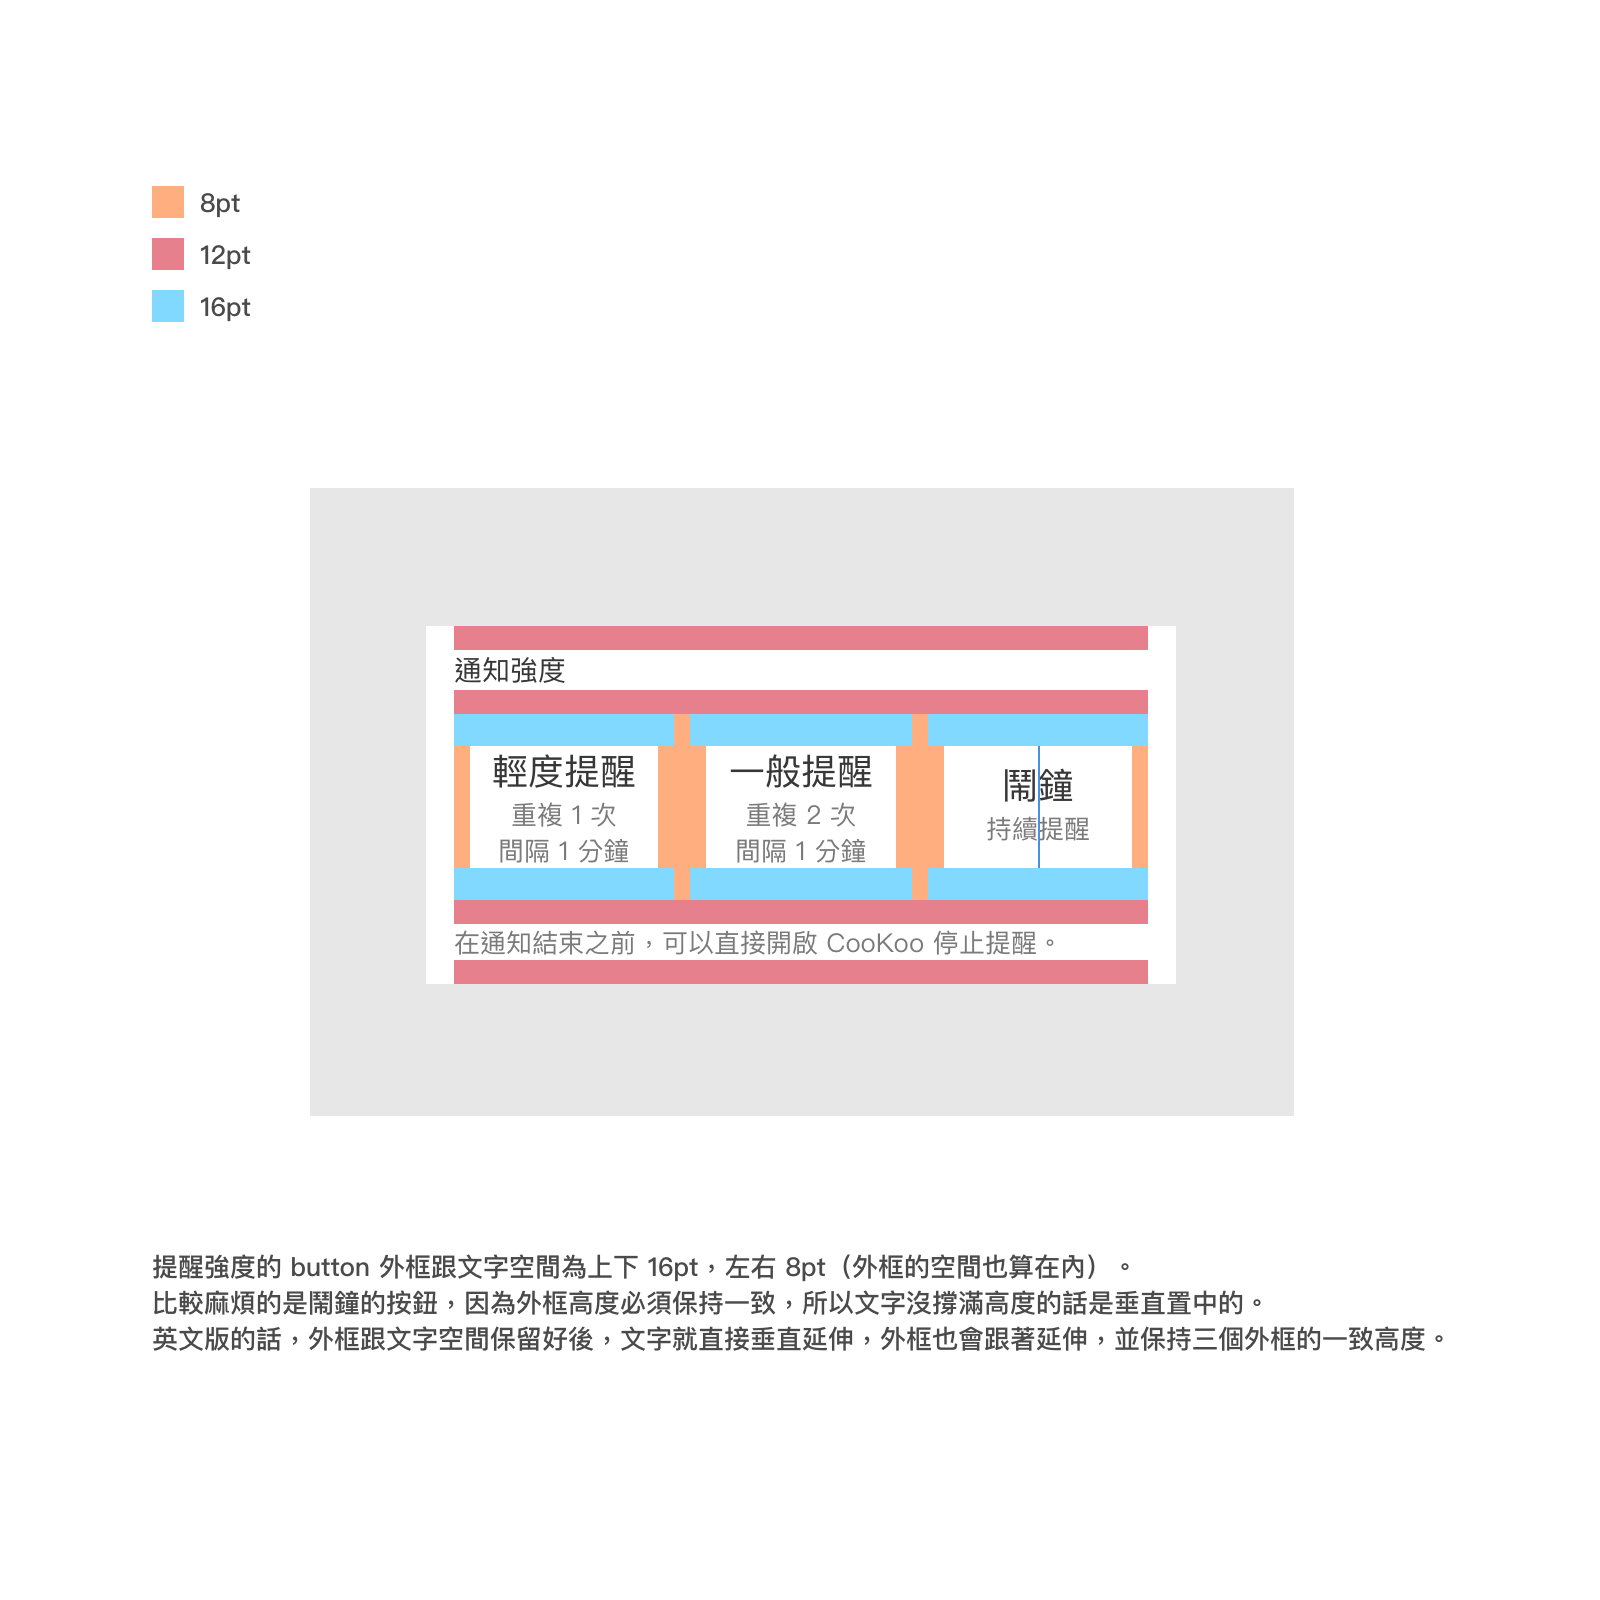 8pt
12pt
16pt
通知強度
輕度提醒
重複 1 次
間隔 1 分鐘
一般提醒
重複 2 次
間隔 1 分鐘
鬧鐘
持續提醒
在通知結束之前，可以直接開啟 CooKoo 停止提醒。
提醒強度的 button 外框跟文字空間為上下 16pt，左右 8pt（外框的空間也算在內）。
比較麻煩的是鬧鐘的按鈕，因為外框高度必須保持一致，所以文字沒撐滿高度的話是垂直置中的。
英文版的話，外框跟文字空間保留好後，文字就直接垂直延伸，外框也會跟著延伸，並保持三個外框的一致高度。